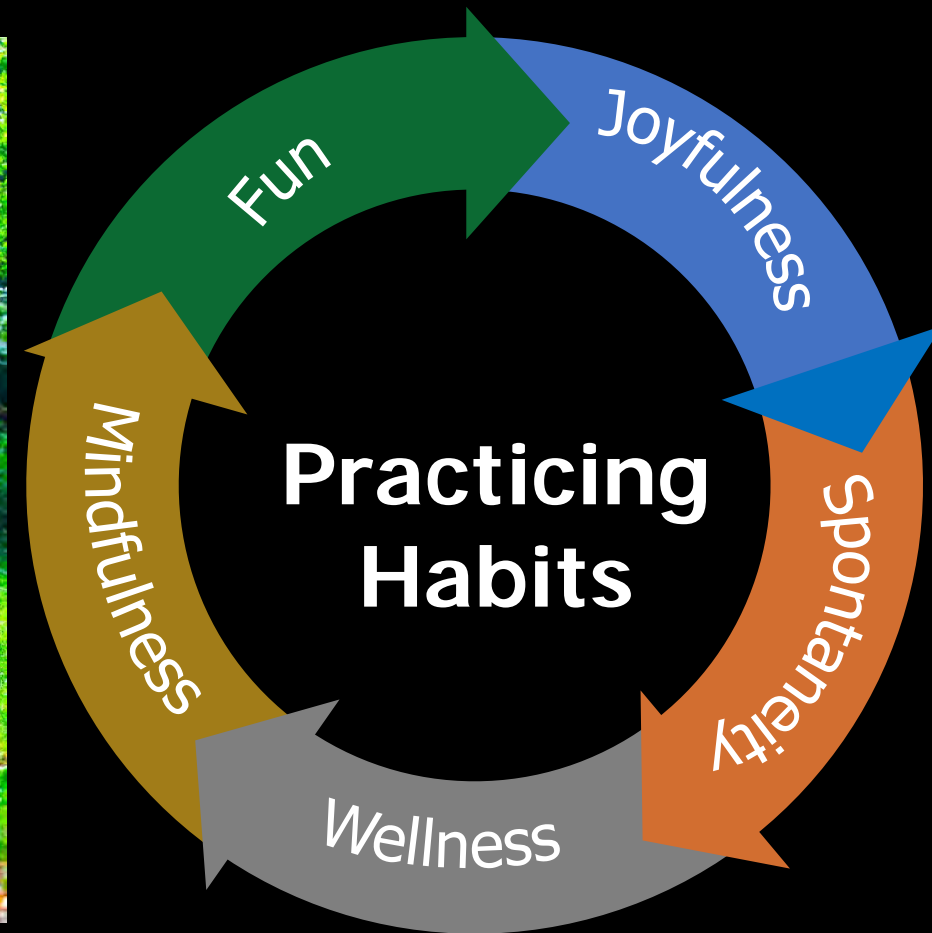 Fun
Joyfulness
Spontaneity
Wellness
Mindfulness
Practicing
Habits